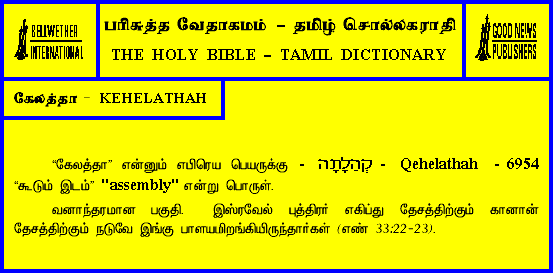 BELLWETHER
INTERNATIONAL
பரிசுத்த வேதாகமம் – தமிழ் சொல்லகராதி
THE HOLY BIBLE – TAMIL DICTIONARY
GOOD NEWS
PUBLISHERS
கேலத்தா - KEHELATHAH
“கேலத்தா” என்னும் எபிரெய பெயருக்கு - קְהֵלָתָה - Qehelathah - 6954
“கூடும் இடம்” "assembly" என்று பொருள்.
வனாந்தரமான பகுதி. இஸ்ரவேல் புத்திரர் எகிப்து தேசத்திற்கும் கானான்
தேசத்திற்கும் நடுவே இங்கு பாளயமிறங்கியிருந்தார்கள் (எண் 33:22-23).